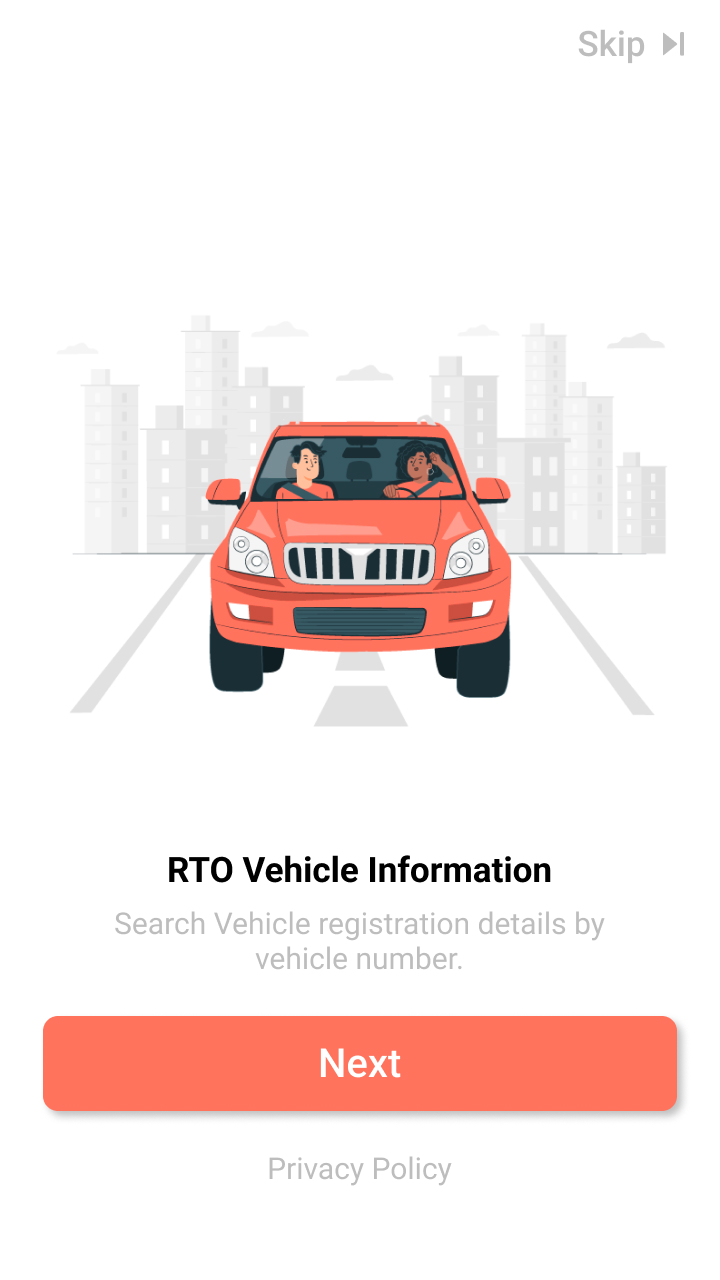 Skip
RTO Vehicle Information
Search Vehicle registration details by
vehicle number.
Next
Privacy Policy